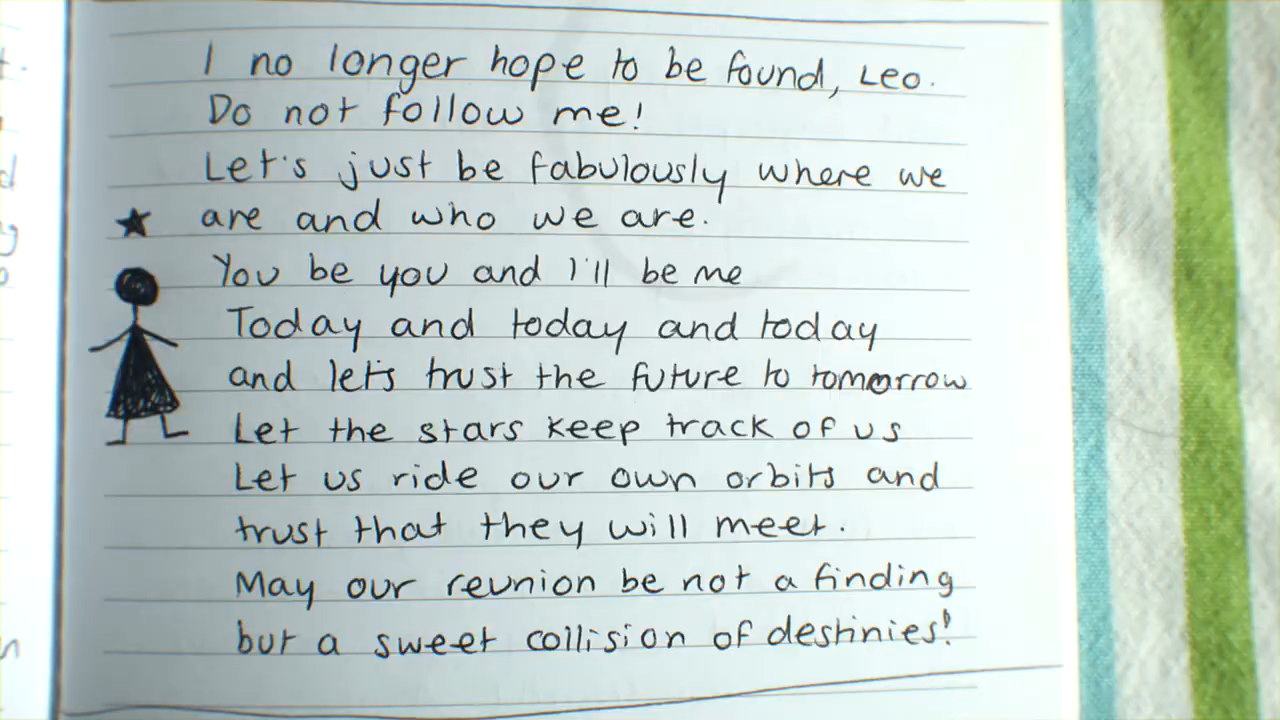 I no longer hope to be found, Leo.
Do not follow me!
Let's just be fabulously where we
are and who we are.
You be you and I'll be me
Today and today and today
and let's trust the future to tomorrow
Let the stars keep track of us
Let us ride our own orbits and
trust that they will meet.
May our reunion be not a finding
but a sweet collision of destinies!